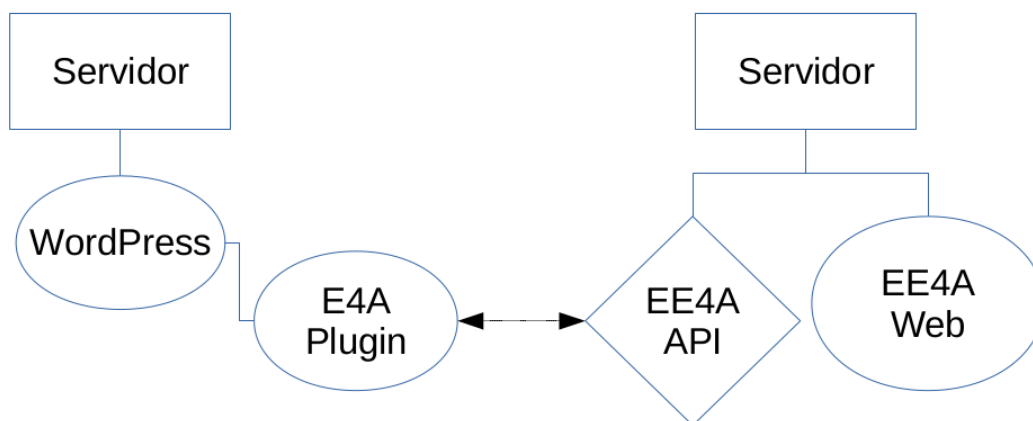 Servidor
Servidor
WordPress
E4A
Plugin
EE4A
API
EE4A
Web